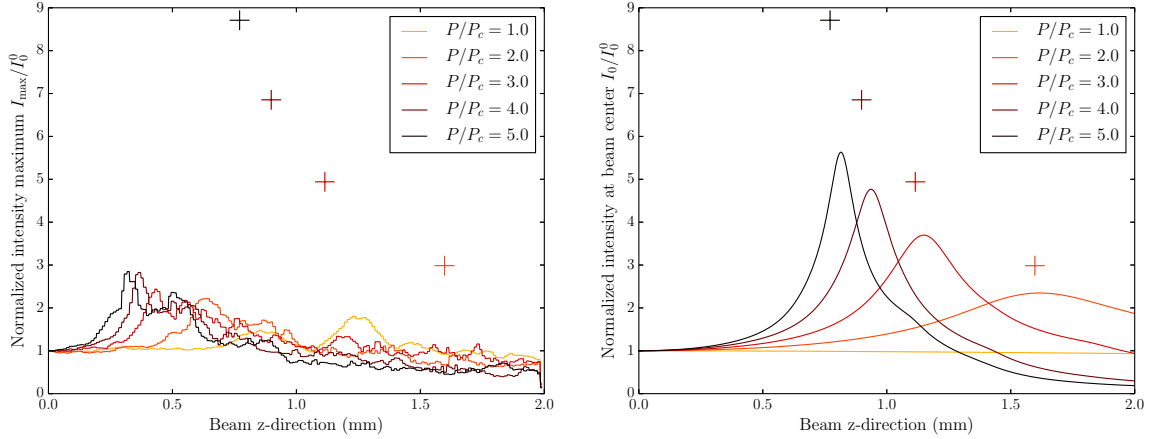 9
8
7
6
5
4
3
2
1
0
Normalized intensity maximum I_max/I_0^0
P/P_c = 1.0
P/P_c = 2.0
P/P_c = 3.0
P/P_c = 4.0
P/P_c = 5.0
0.0 0.5 1.0 1.5 2.0
Beam z-direction (mm)
9
8
7
6
5
4
3
2
1
0
Normalized intensity at beam center I_0/I_0^0
P/P_c = 1.0
P/P_c = 2.0
P/P_c = 3.0
P/P_c = 4.0
P/P_c = 5.0
0.0 0.5 1.0 1.5 2.0
Beam z-direction (mm)